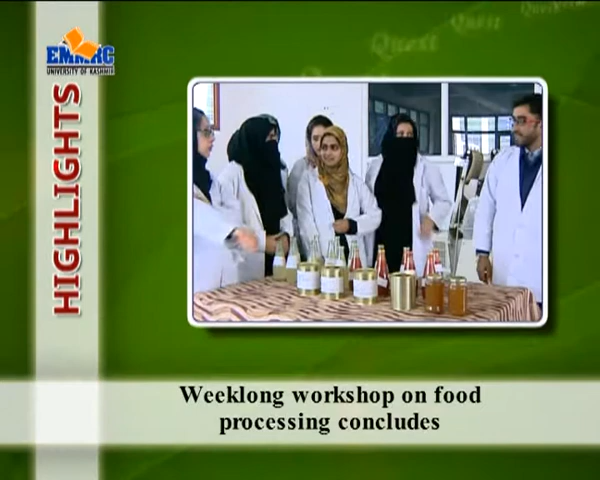 EMMRC
UNIVERSITY OF KASHMIR
HIGHLIGHTS
Weeklong workshop on food
processing concludes